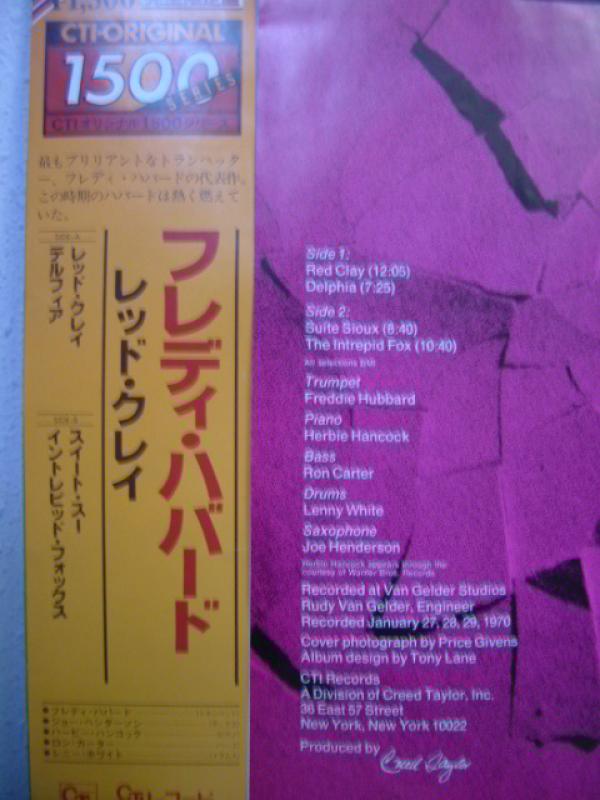 CTI-ORIGINAL
1500
SERIES
CTIオリジナル1500シリーズ
最もブリリアントなトランペッタ
ー、フレディ・ハバードの代表作。
この時期のハバードは熱く燃えて
いた。
フレディ・ハバード
レッド・クレイ
SIDE-A
レッド・クレイ
デルフィア
スイート・スー
イントレピッド・フォックス
●フレディ・ハバード
●ジョー・ヘンダーソン
●ハービー・ハンコック
●ロン・カーター
●レニー・ホワイト
CTi
CTiレコード
Side 1:
Red Clay (12:05)
Delphia (7:25)
Side 2:
Suite Sioux (8:40)
The Intrepid Fox (10:40)
All selections BMI
Trumpet
Freddie Hubbard
Piano
Herbie Hancock
Bass
Ron Carter
Drums
Lenny White
Saxophone
Joe Henderson
Herbie Hancock appears through the
courtesy of Warner Bros. Records
Recorded at Van Gelder Studios
Rudy Van Gelder, Engineer
Recorded January 27, 28, 29, 1970
Cover photograph by Price Givens
Album design by Tony Lane
CTI Records
A Division of Creed Taylor, Inc.
36 East 57 Street
New York, New York 10022
Produced by Creed Taylor